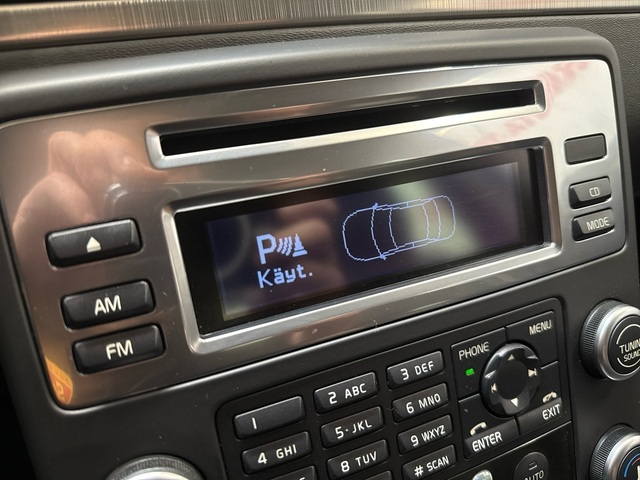 P
Käyt.
AM
FM
CD
MODE
1
2 ABC
3 DEF
4 GHI
5·JKL
6 MNO
8 TUV
9 WXYZ
# SCAN
PHONE
MENU
ENTER
EXIT
TUNING
SOUND
AUTO